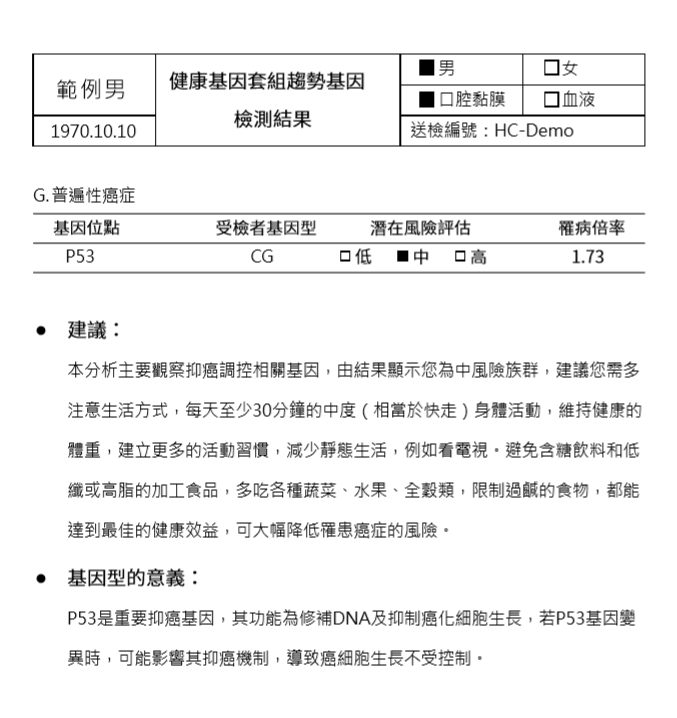 範例男
1970.10.10
健康基因套組趨勢基因
檢測結果
■男 □女
■口腔黏膜 □血液
送檢編號：HC-Demo
G.普遍性癌症
基因位點 受檢者基因型 潛在風險評估 罹病倍率
P53 CG □低 ■中 □高 1.73
● 建議：
本分析主要觀察抑癌調控相關基因，由結果顯示您為中風險族群，建議您需多
注意生活方式，每天至少30分鐘的中度（相當於快走）身體活動，維持健康的
體重，建立更多的活動習慣，減少靜態生活，例如看電視。避免含糖飲料和低
纖或高脂的加工食品，多吃各種蔬菜、水果、全穀類，限制過鹹的食物，都能
達到最佳的健康效益，可大幅降低罹患癌症的風險。
● 基因型的意義：
P53是重要抑癌基因，其功能為修補DNA及抑制癌化細胞生長，若P53基因變
異時，可能影響其抑癌機制，導致癌細胞生長不受控制。